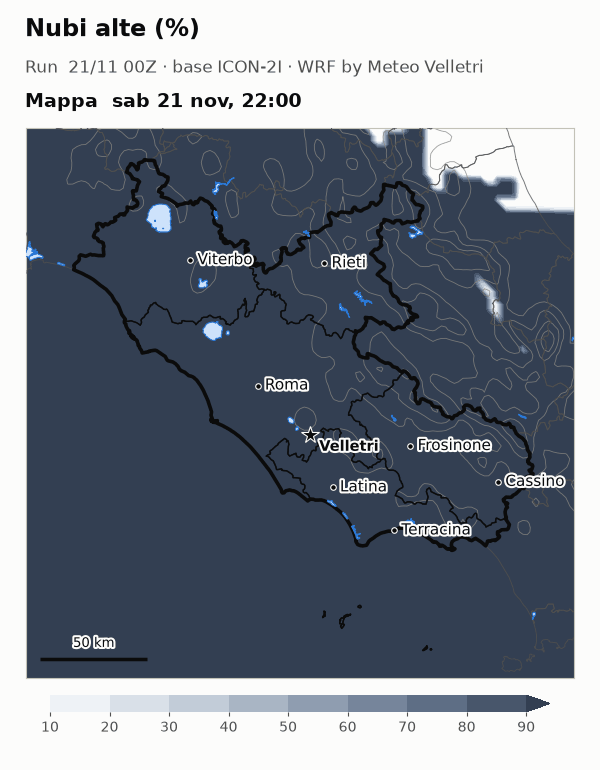 Nubi alte (%)
Run  21/11 00Z · base ICON-2I · WRF by Meteo Velletri
Mappa  sab 21 nov, 22:00
Viterbo
Rieti
Roma
Velletri
Frosinone
Cassino
Latina
Terracina
50 km
10 20 30 40 50 60 70 80 90